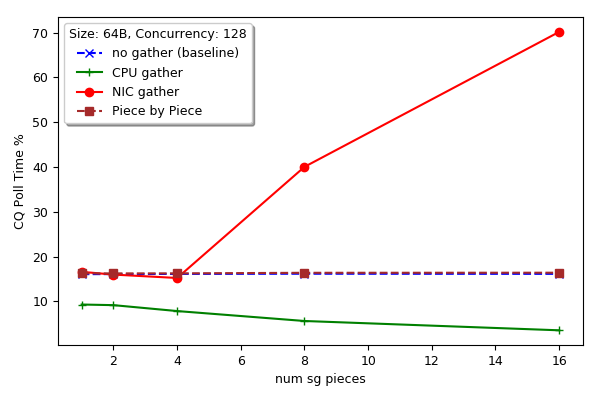 Size: 64B, Concurrency: 128
no gather (baseline)
CPU gather
NIC gather
Piece by Piece
CQ Poll Time %
70
60
50
40
30
20
10
2 4 6 8 10 12 14 16
num sg pieces